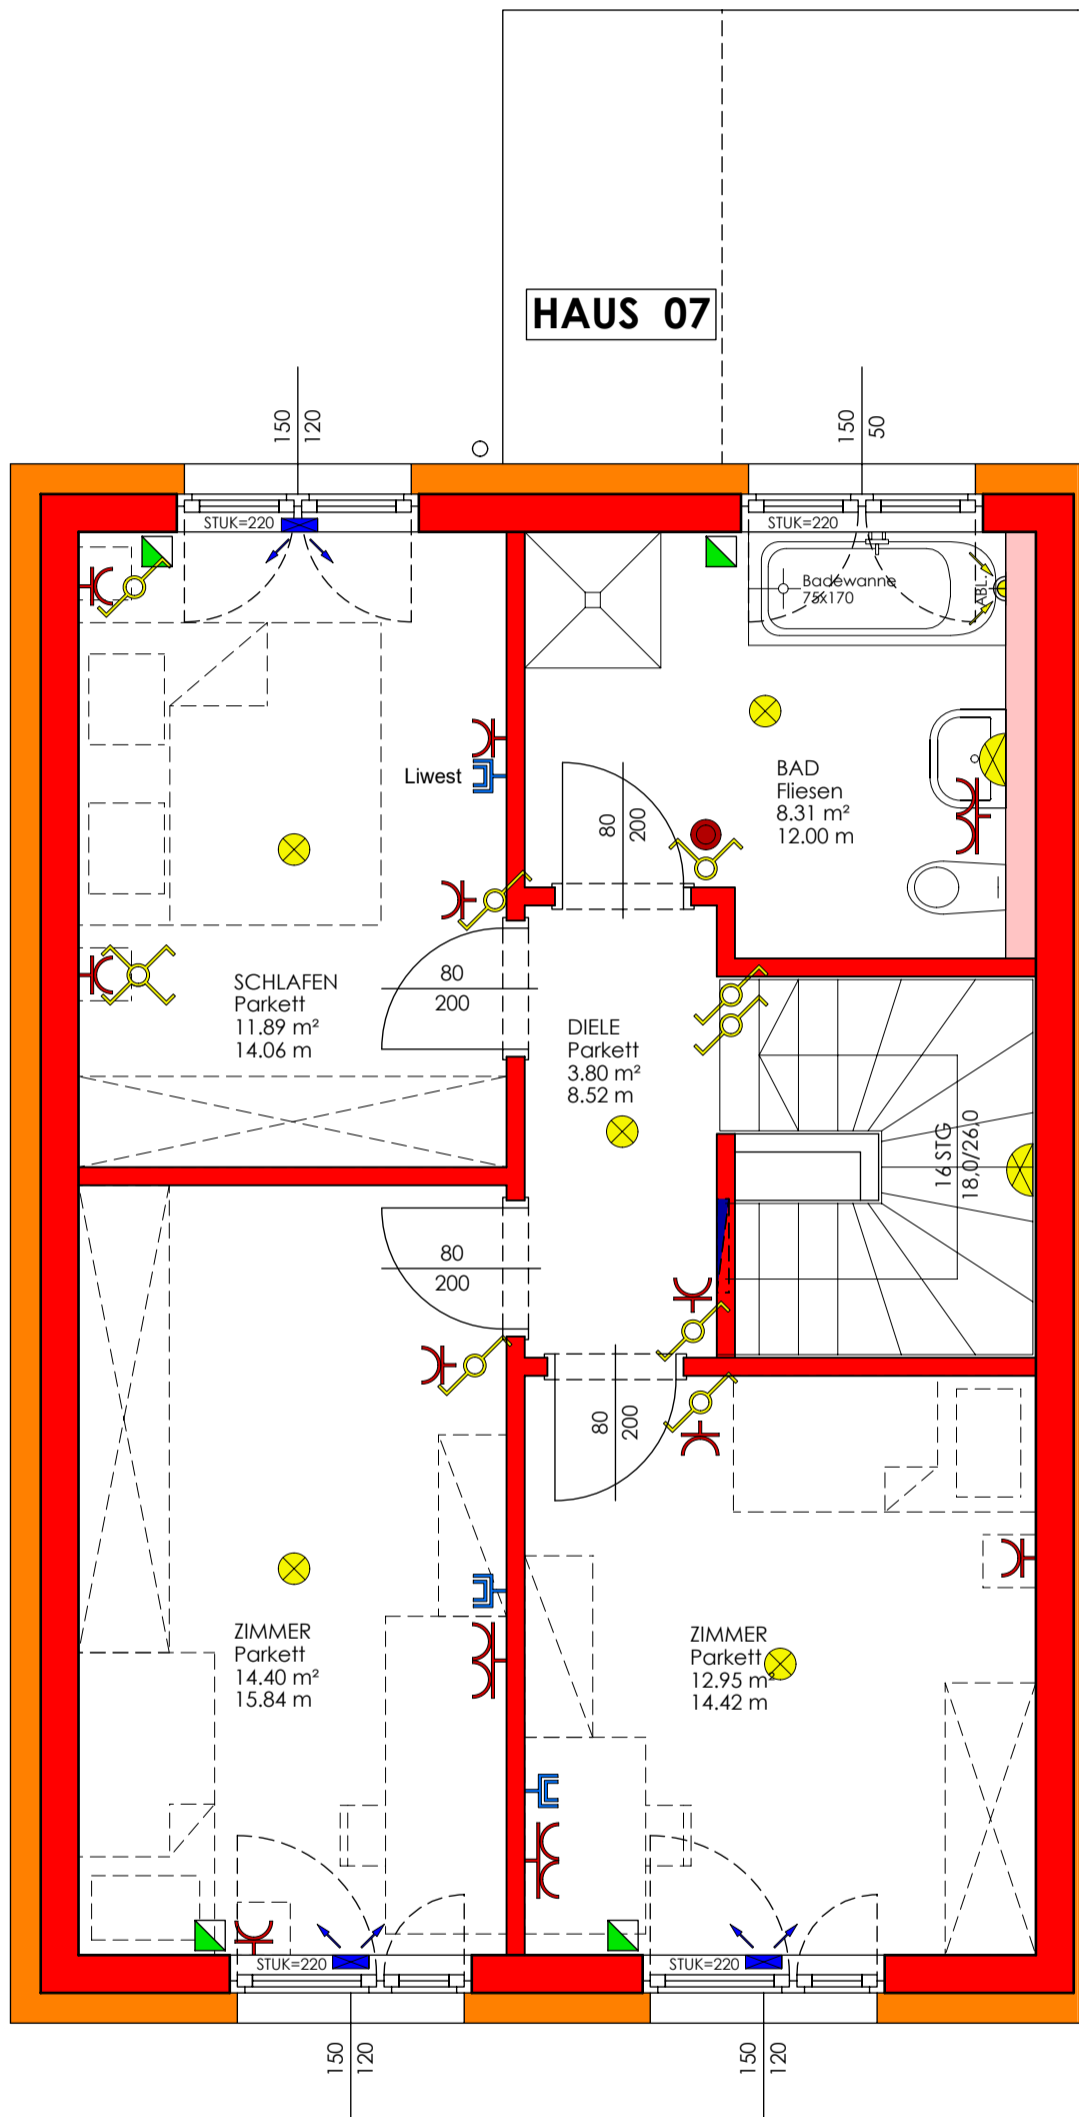 HAUS 07
150
120
150
50
STUK=220
STUK=220
Badewanne
75x170
ABL.
Liwest
BAD
Fliesen
8.31 m²
12.00 m
80
200
SCHLAFEN
Parkett
11.89 m²
14.06 m
80
200
DIELE
Parkett
3.80 m²
8.52 m
16 STG
18,0/26,0
80
200
80
200
ZIMMER
Parkett
14.40 m²
15.84 m
ZIMMER
Parkett
12.95 m²
14.42 m
STUK=220
STUK=220
150
120
150
120